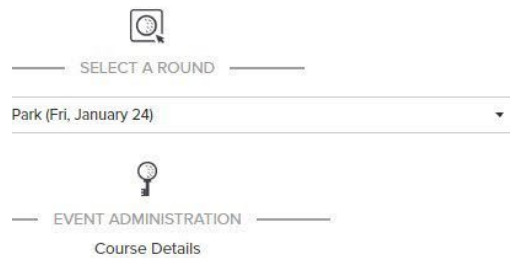 SELECT A ROUND
Park (Fri, January 24)
EVENT ADMINISTRATION
Course Details